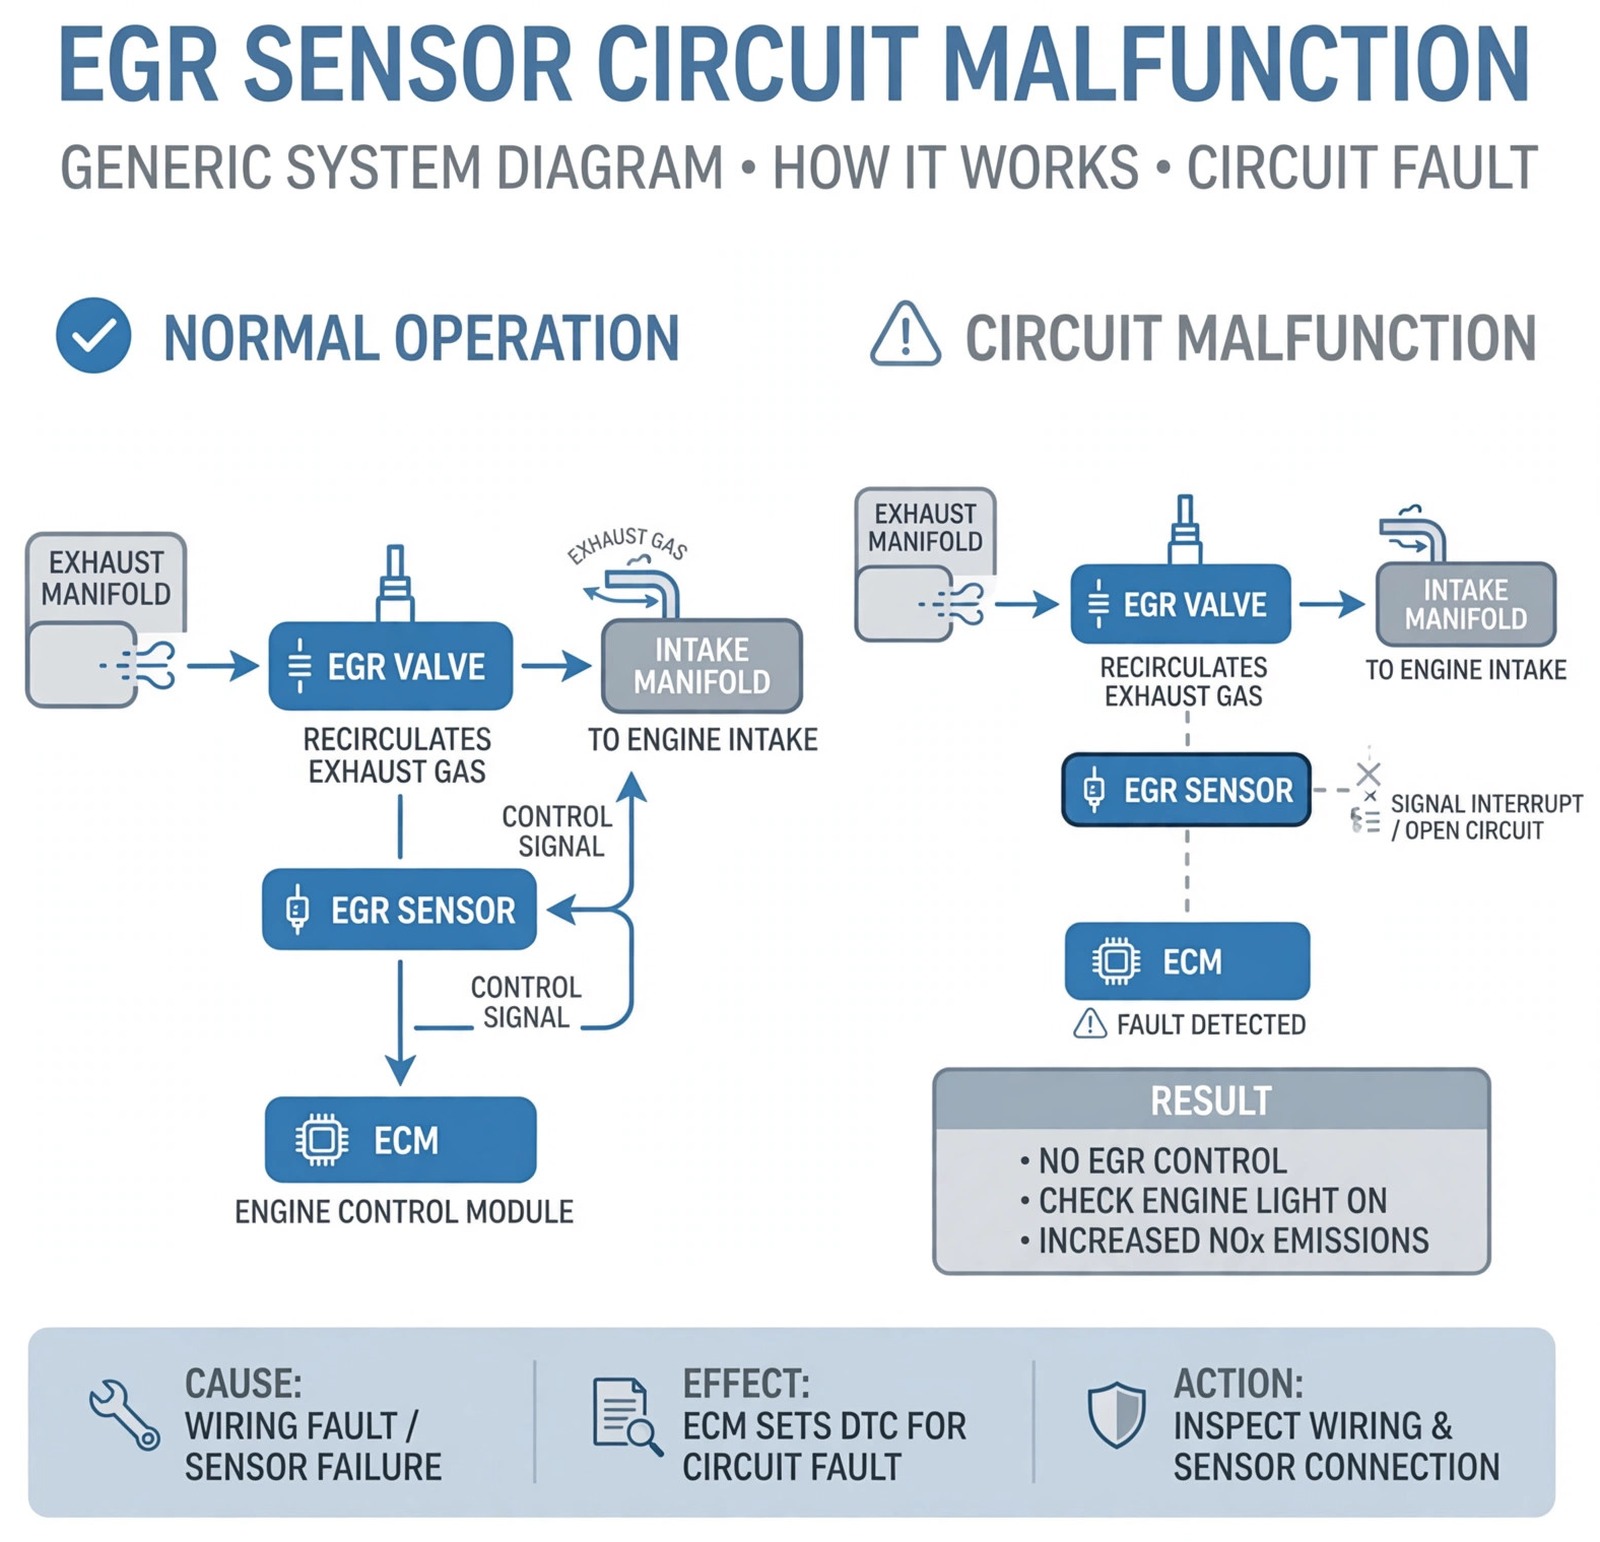 EGR SENSOR CIRCUIT MALFUNCTION
GENERIC SYSTEM DIAGRAM • HOW IT WORKS • CIRCUIT FAULT
NORMAL OPERATION
EXHAUST
MANIFOLD
EGR VALVE
RECIRCULATES
EXHAUST GAS
EXHAUST GAS
INTAKE
MANIFOLD
TO ENGINE INTAKE
CONTROL
SIGNAL
EGR SENSOR
CONTROL
SIGNAL
ECM
ENGINE CONTROL MODULE
CIRCUIT MALFUNCTION
EXHAUST
MANIFOLD
EGR VALVE
RECIRCULATES
EXHAUST GAS
INTAKE
MANIFOLD
TO ENGINE INTAKE
EGR SENSOR
SIGNAL INTERRUPT
/ OPEN CIRCUIT
ECM
FAULT DETECTED
RESULT
• NO EGR CONTROL
• CHECK ENGINE LIGHT ON
• INCREASED NOx EMISSIONS
CAUSE:
WIRING FAULT /
SENSOR FAILURE
EFFECT:
ECM SETS DTC FOR
CIRCUIT FAULT
ACTION:
INSPECT WIRING &
SENSOR CONNECTION